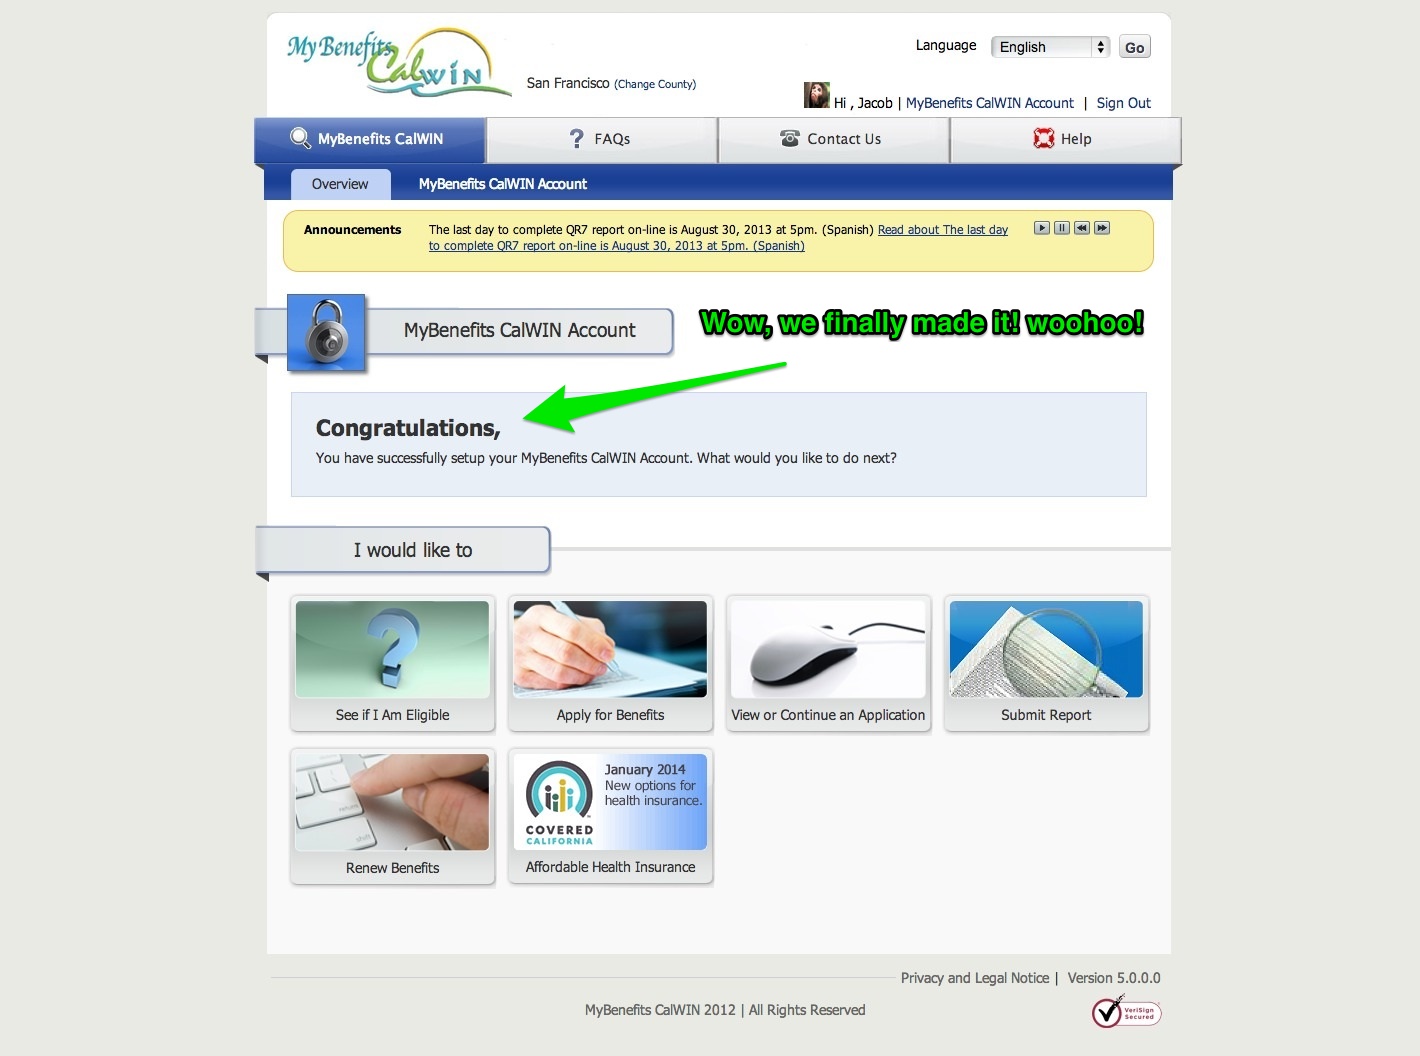 My Benefits
CalWIN
San Francisco (Change County)
Language English Go
Hi , Jacob | MyBenefits CalWIN Account | Sign Out
MyBenefits CalWIN
FAQs
Contact Us
Help
Overview
MyBenefits CalWIN Account
Announcements
The last day to complete QR7 report on-line is August 30, 2013 at 5pm. (Spanish) Read about The last day
to complete QR7 report on-line is August 30, 2013 at 5pm. (Spanish)
MyBenefits CalWIN Account
Wow, we finally made it! woohoo!
Congratulations,
You have successfully setup your MyBenefits CalWIN Account. What would you like to do next?
I would like to
See if I Am Eligible
Apply for Benefits
View or Continue an Application
Submit Report
return
shift
Renew Benefits
COVERED
CALIFORNIA
January 2014
New options for
health insurance.
Affordable Health Insurance
Privacy and Legal Notice | Version 5.0.0.0
MyBenefits CalWIN 2012 | All Rights Reserved
VeriSign
Secured